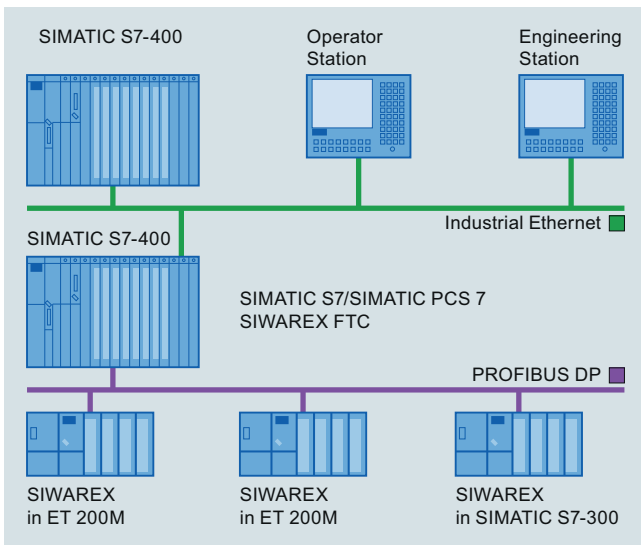 SIMATIC S7-400
Operator
Station
Engineering
Station
Industrial Ethernet
SIMATIC S7-400
SIMATIC S7/SIMATIC PCS 7
SIWAREX FTC
PROFIBUS DP
SIWAREX
in ET 200M
SIWAREX
in ET 200M
SIWAREX
in SIMATIC S7-300